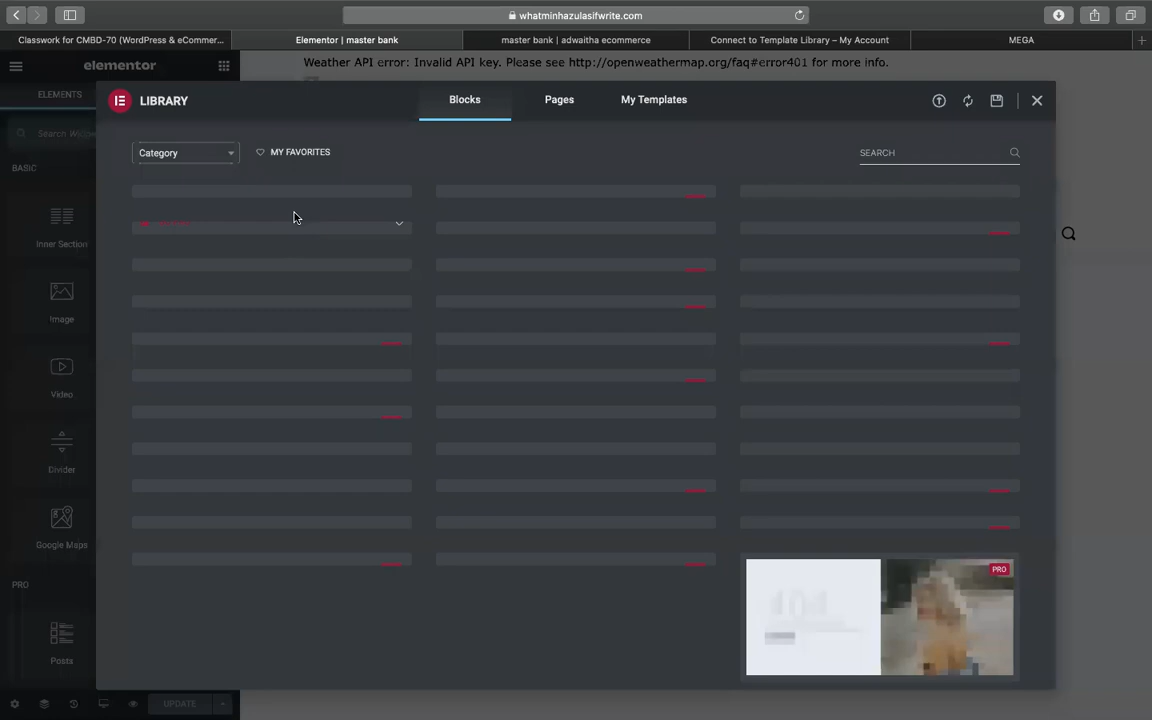 whatminhazulasifwrite.com
Classwork for CMBD-70 (WordPress & eCommer...
Elementor | master bank
master bank | adwaitha ecommerce
Connect to Template Library – My Account
MEGA
elementor
Weather API error: Invalid API key. Please see http://openweathermap.org/faq#error401 for more info.
ELEMENTS
LIBRARY
Blocks
Pages
My Templates
Search Widg
Category
MY FAVORITES
SEARCH
BASIC
Inner Section
Image
Video
Divider
Google Maps
PRO
PRO
404
Posts
UPDATE